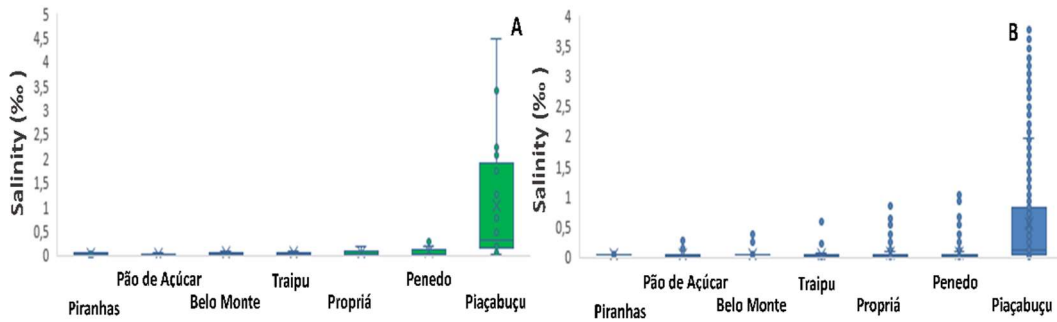 A
Salinity (‰ )
5
4,5
4
3,5
3
2,5
2
1,5
1
0,5
0
Pão de Açúcar Traipu Penedo
Piranhas Belo Monte Propriá Piaçabuçu
B
Salinity (‰ )
4
3,5
3
2,5
2
1,5
1
0,5
0
Pão de Açúcar Traipu Penedo
Piranhas Belo Monte Propriá Piaçabuçu